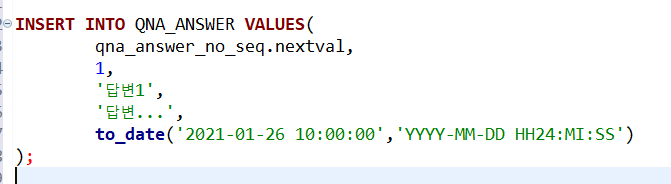 INSERT INTO QNA_ANSWER VALUES(
qna_answer_no_seq.nextval,
1,
'답변1',
'답변...',
to_date('2021-01-26 10:00:00','YYYY-MM-DD HH24:MI:SS')
);